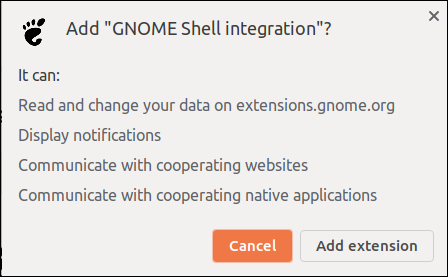 Add "GNOME Shell integration"?
It can:
Read and change your data on extensions.gnome.org
Display notifications
Communicate with cooperating websites
Communicate with cooperating native applications
Cancel
Add extension